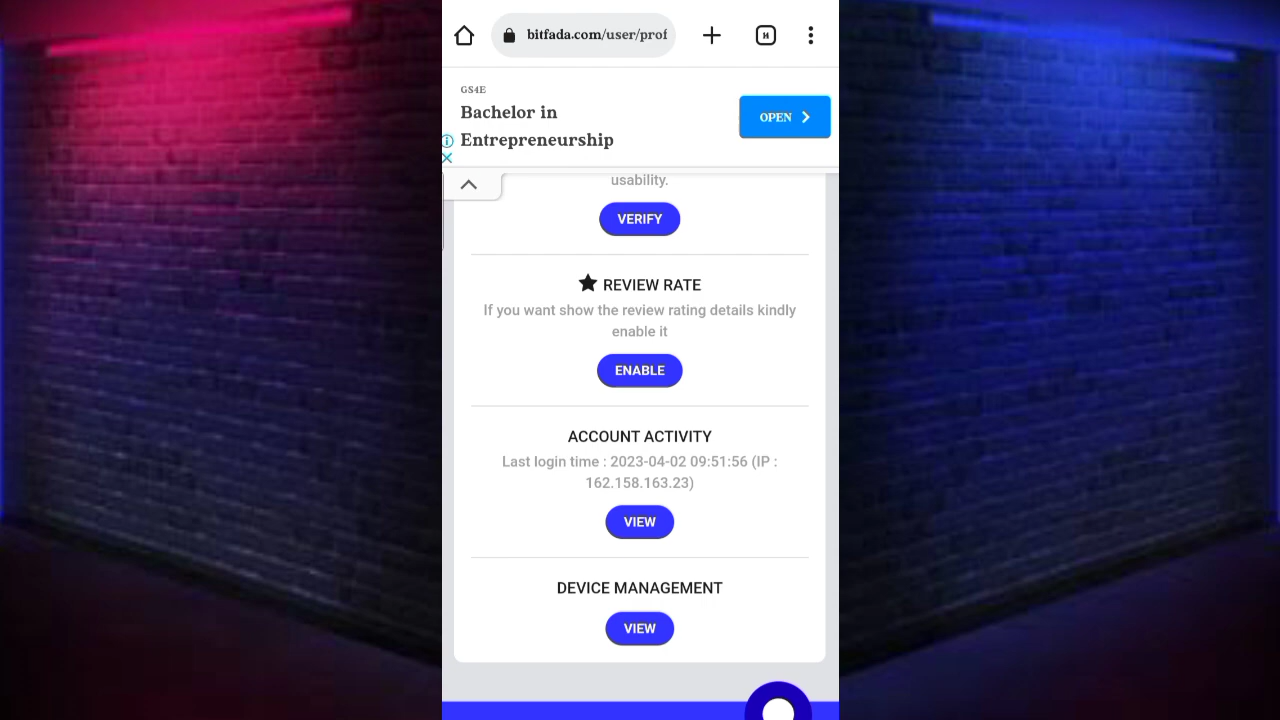 bitfada.com/user/prof
GS4E
Bachelor in
Entrepreneurship
OPEN
usability.
VERIFY
REVIEW RATE
If you want show the review rating details kindly
enable it
ENABLE
ACCOUNT ACTIVITY
Last login time : 2023-04-02 09:51:56 (IP :
162.158.163.23)
VIEW
DEVICE MANAGEMENT
VIEW